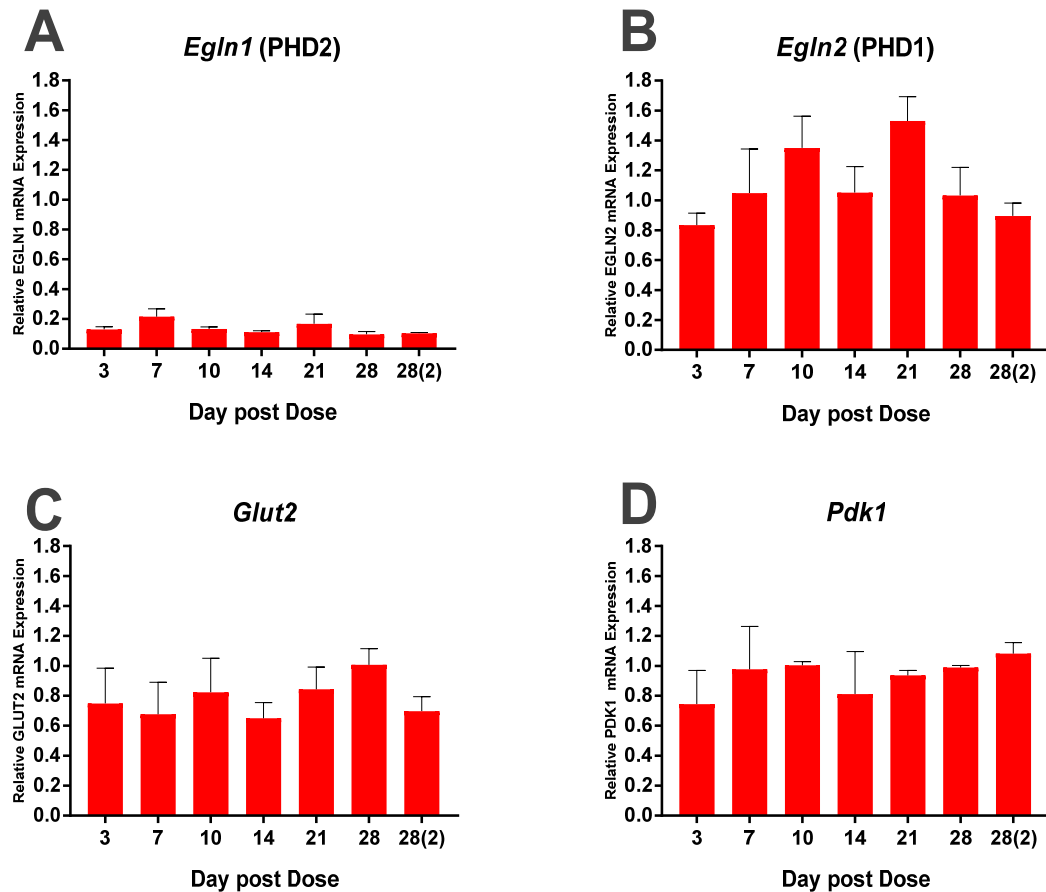 A
Egln1 (PHD2)
Relative EGLN1 mRNA Expression
1.8
1.6
1.4
1.2
1.0
0.8
0.6
0.4
0.2
0.0
3 7 10 14 21 28 28(2)
Day post Dose
B
Egln2 (PHD1)
Relative EGLN2 mRNA Expression
1.8
1.6
1.4
1.2
1.0
0.8
0.6
0.4
0.2
0.0
3 7 10 14 21 28 28(2)
Day post Dose
C
Glut2
Relative GLUT2 mRNA Expression
1.8
1.6
1.4
1.2
1.0
0.8
0.6
0.4
0.2
0.0
3 7 10 14 21 28 28(2)
Day post Dose
D
Pdk1
Relative PDK1 mRNA Expression
1.8
1.6
1.4
1.2
1.0
0.8
0.6
0.4
0.2
0.0
3 7 10 14 21 28 28(2)
Day post Dose